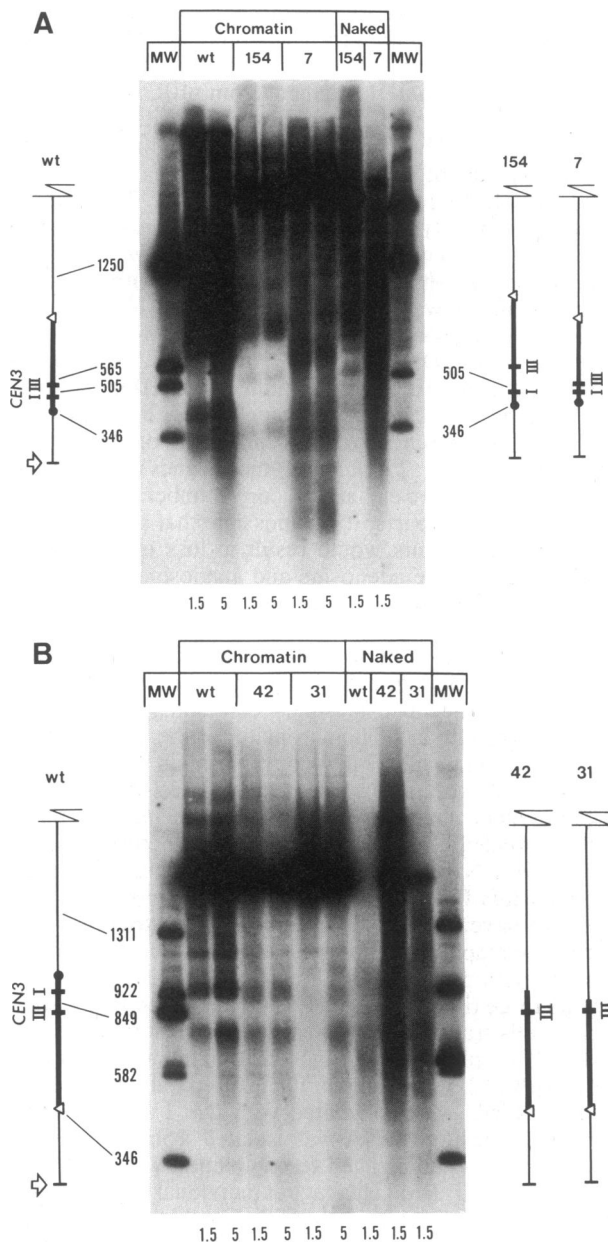 A
Chromatin Naked
MW wt 154 7 154 7 MW
wt
154 7
1250
565
505
346
CEN3
I III
505
346
III
I
III
I
1.5 5 1.5 5 1.5 5 1.5 1.5
B
Chromatin Naked
MW wt 42 31 wt 42 31 MW
wt
42 31
1311
922
849
582
346
CEN3
III I
III
III
1.5 5 1.5 5 1.5 5 1.5 1.5 1.5